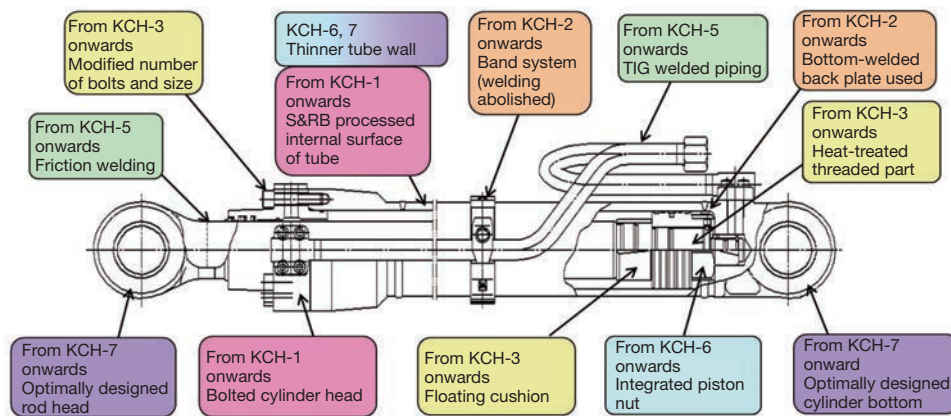 From KCH-3
onwards
Modified number
of bolts and size
KCH-6, 7
Thinner tube wall
From KCH-1
onwards
S&RB processed
internal surface
of tube
From KCH-2
onwards
Band system
(welding
abolished)
From KCH-5
onwards
TIG welded piping
From KCH-2
onwards
Bottom-welded
back plate used
From KCH-5
onwards
Friction welding
From KCH-3
onwards
Heat-treated
threaded part
From KCH-7
onwards
Optimally designed
rod head
From KCH-1
onwards
Bolted cylinder head
From KCH-3
onwards
Floating cushion
From KCH-6
onwards
Integrated piston
nut
From KCH-7
onward
Optimally designed
cylinder bottom